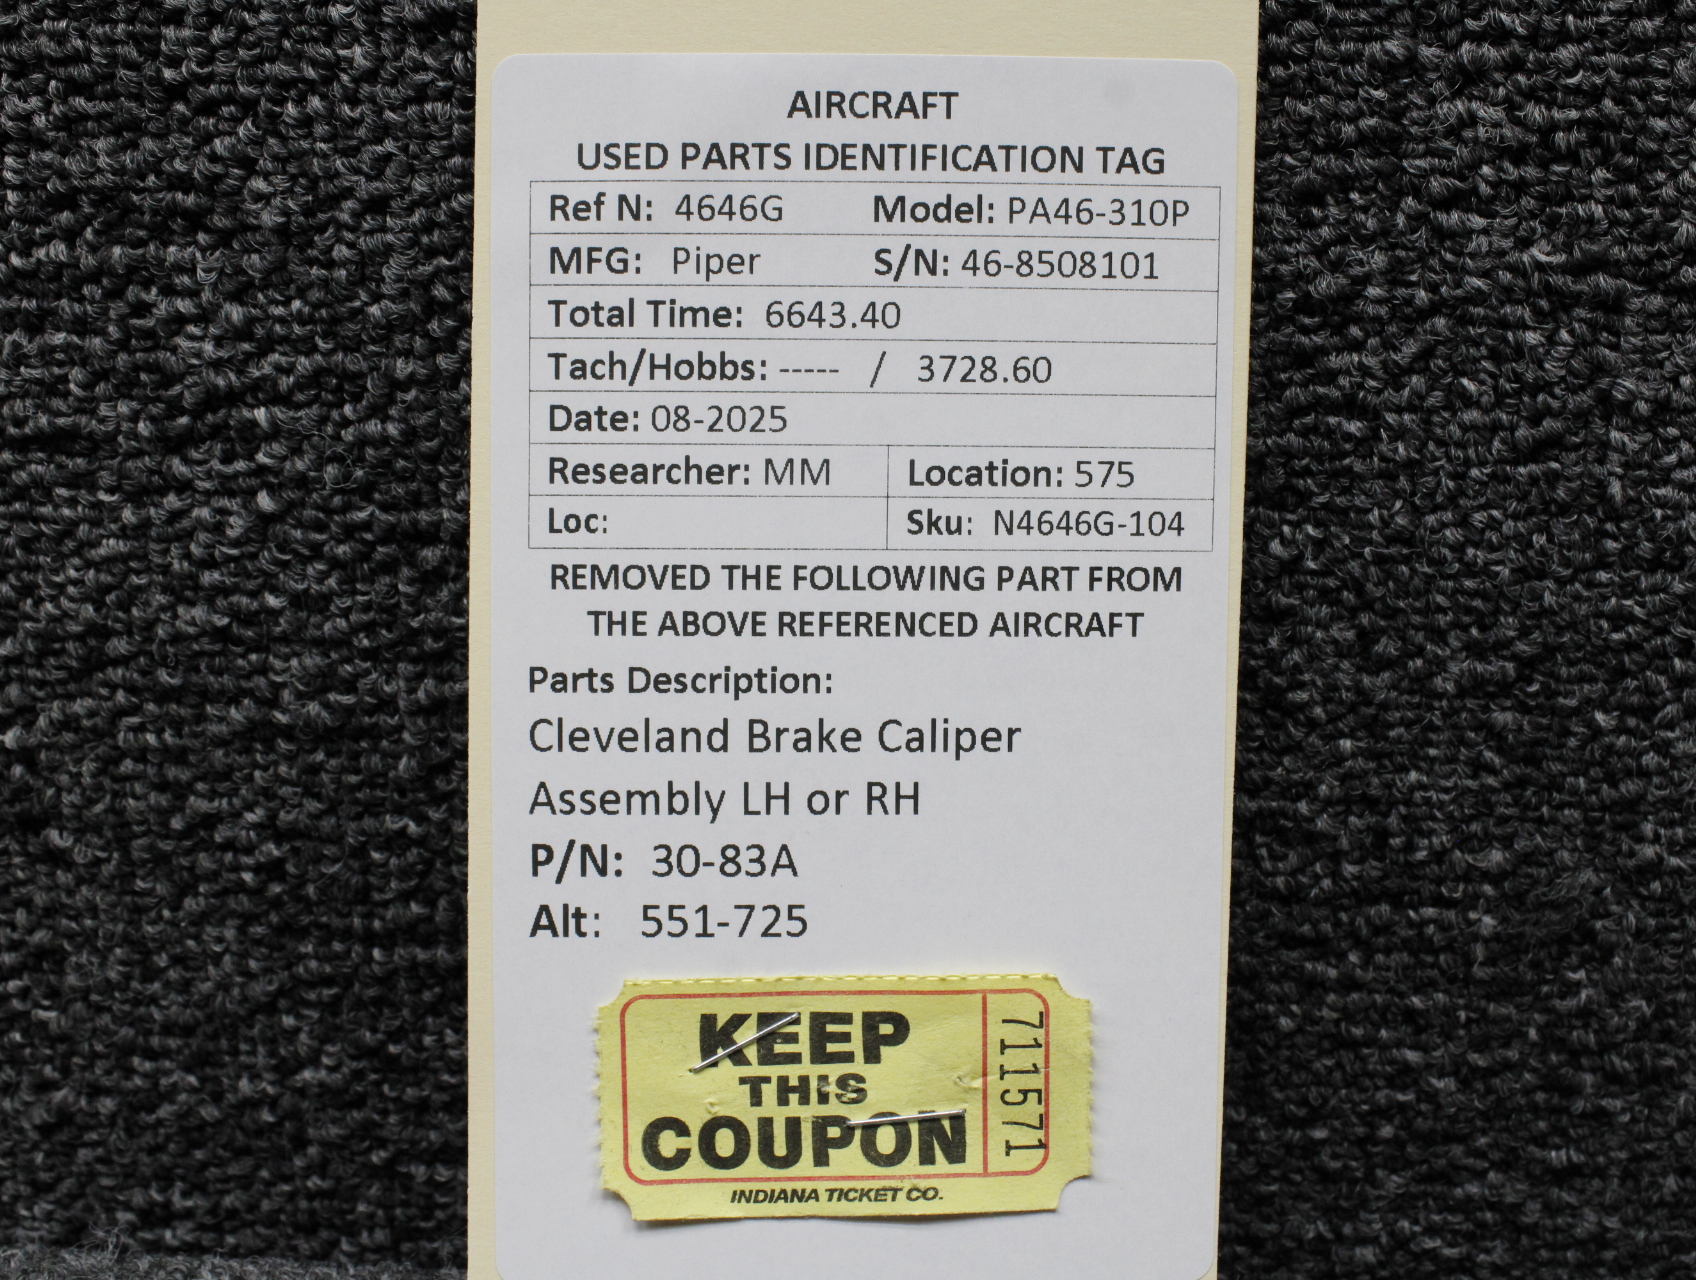 AIRCRAFT
USED PARTS IDENTIFICATION TAG
Ref N: 4646G Model: PA46-310P
MFG: Piper S/N: 46-8508101
Total Time: 6643.40
Tach/Hobbs: ----- / 3728.60
Date: 08-2025
Researcher: MM Location: 575
Loc: Sku: N4646G-104
REMOVED THE FOLLOWING PART FROM
THE ABOVE REFERENCED AIRCRAFT
Parts Description:
Cleveland Brake Caliper
Assembly LH or RH
P/N: 30-83A
Alt: 551-725
KEEP
THIS
COUPON
INDIANA TICKET CO.
711571